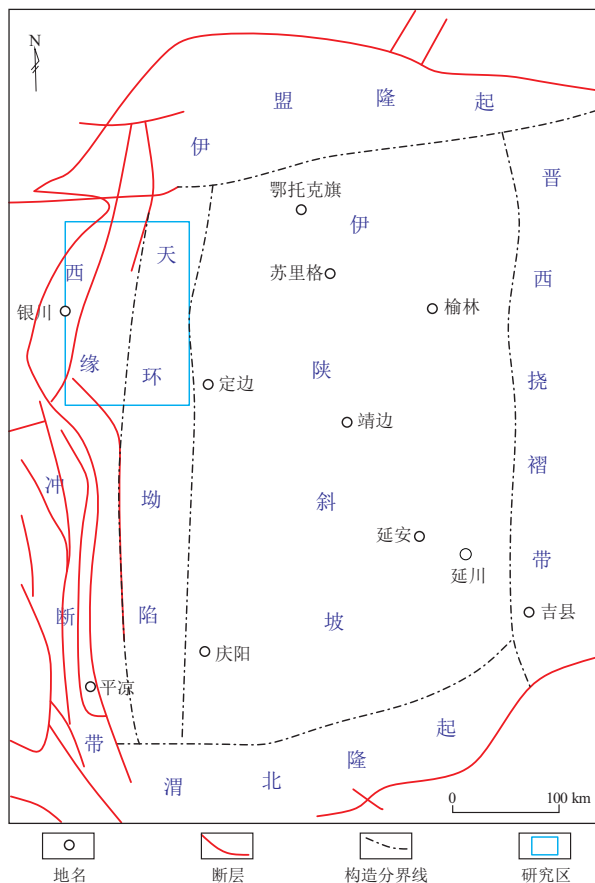 N
伊盟隆起
鄂托克旗
晋西挠褶带
伊陕斜坡
天环坳陷
西缘冲断带
苏里格
银川
榆林
定边
靖边
延安
延川
吉县
庆阳
平凉
渭北隆起
0 100 km
地名 断层 构造分界线 研究区